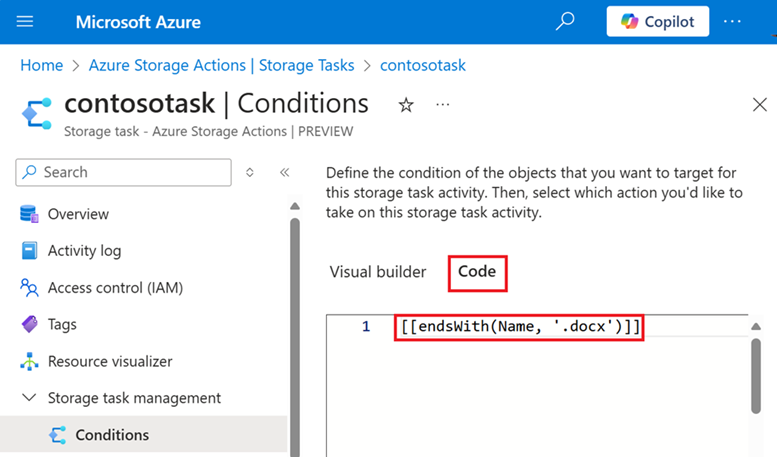 Microsoft Azure
Copilot
Home > Azure Storage Actions | Storage Tasks > contosotask
contosotask | Conditions
Storage task - Azure Storage Actions | PREVIEW
Search
Overview
Activity log
Access control (IAM)
Tags
Resource visualizer
Storage task management
Conditions
Define the condition of the objects that you want to target for
this storage task activity. Then, select which action you'd like to
take on this storage task activity.
Visual builder
Code
1 [[endsWith(Name, '.docx')]]